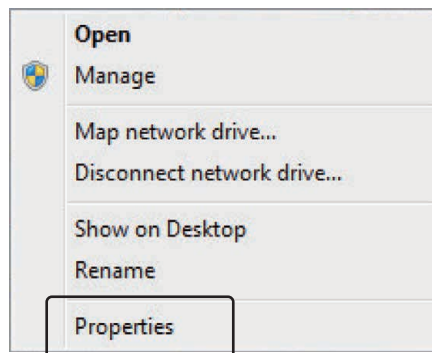 Open
Manage
Map network drive...
Disconnect network drive...
Show on Desktop
Rename
Properties